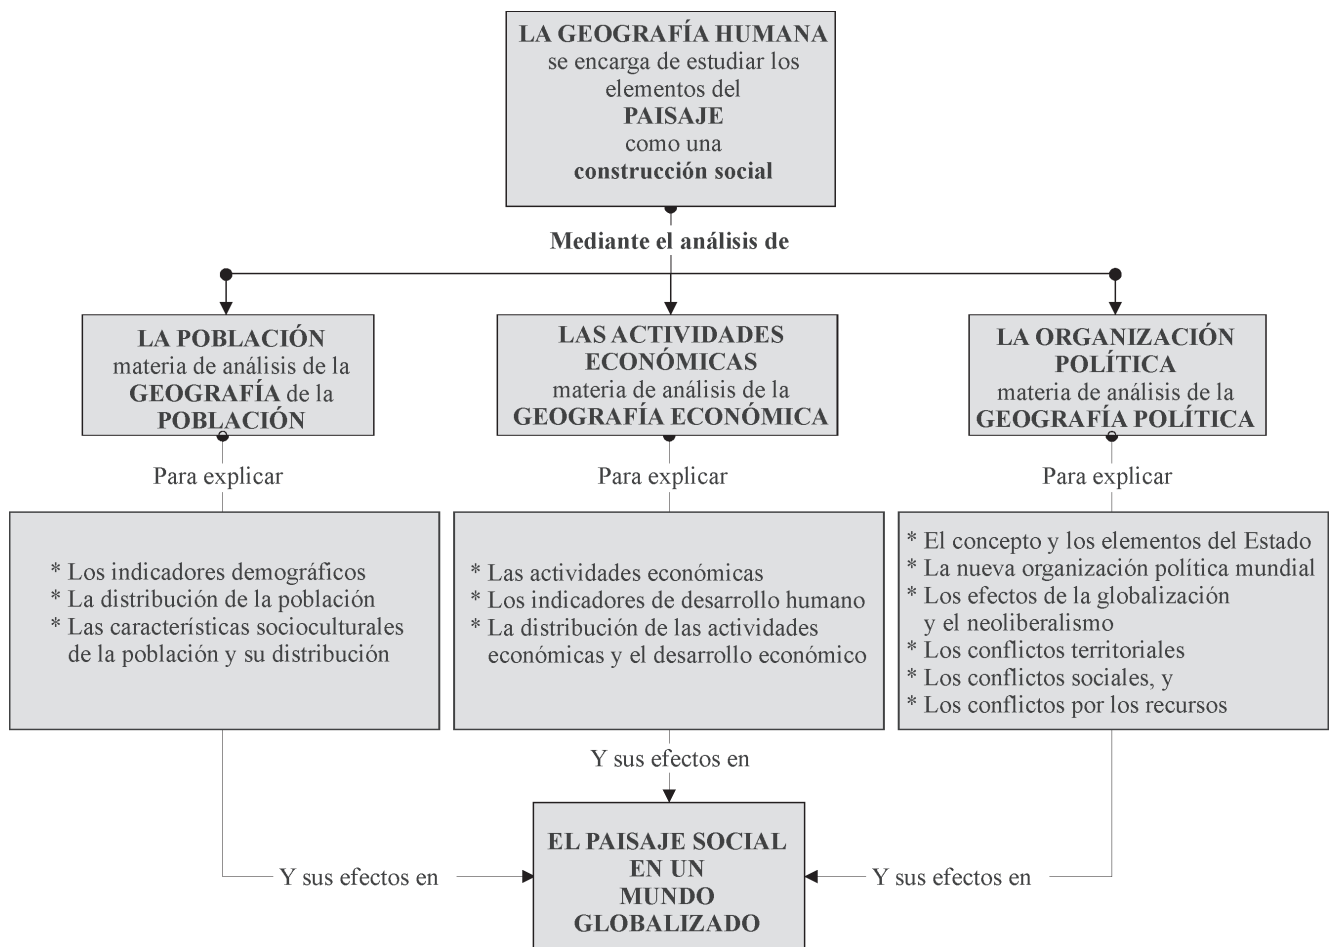 LA GEOGRAFÍA HUMANA
se encarga de estudiar los
elementos del
PAISAJE
como una
construcción social
Mediante el análisis de
LA POBLACIÓN
materia de análisis de la
GEOGRAFÍA de la
POBLACIÓN
LAS ACTIVIDADES
ECONÓMICAS
materia de análisis de la
GEOGRAFÍA ECONÓMICA
LA ORGANIZACIÓN
POLÍTICA
materia de análisis de la
GEOGRAFÍA POLÍTICA
Para explicar
Para explicar
Para explicar
* Los indicadores demográficos
* La distribución de la población
* Las características socioculturales
de la población y su distribución
* Las actividades económicas
* Los indicadores de desarrollo humano
* La distribución de las actividades
económicas y el desarrollo económico
* El concepto y los elementos del Estado
* La nueva organización política mundial
* Los efectos de la globalización
y el neoliberalismo
* Los conflictos territoriales
* Los conflictos sociales, y
* Los conflictos por los recursos
Y sus efectos en
EL PAISAJE SOCIAL
EN UN
MUNDO
GLOBALIZADO
Y sus efectos en
Y sus efectos en